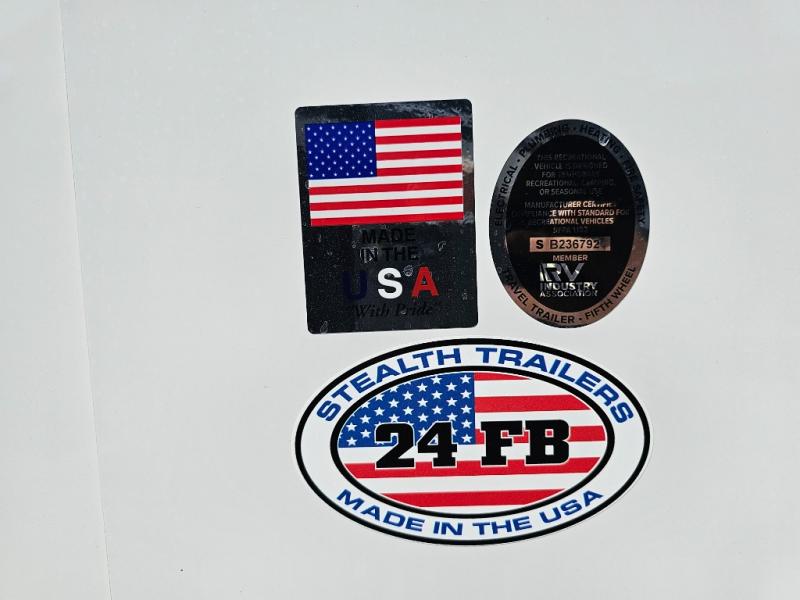 MADE
IN THE
USA
"With Pride"
ELECTRICAL • PLUMBING • HEATING • FIRE SAFETY
THIS RECREATIONAL
VEHICLE IS DESIGNED
FOR TEMPORARY
RECREATIONAL, CAMPING,
OR SEASONAL USE
MANUFACTURER CERTIFIES
COMPLIANCE WITH STANDARD FOR
RECREATIONAL VEHICLES
S B236792
MEMBER
RV
INDUSTRY
ASSOCIATION
TRAVEL TRAILER • FIFTH WHEEL
STEALTH TRAILERS
24 FB
MADE IN THE USA